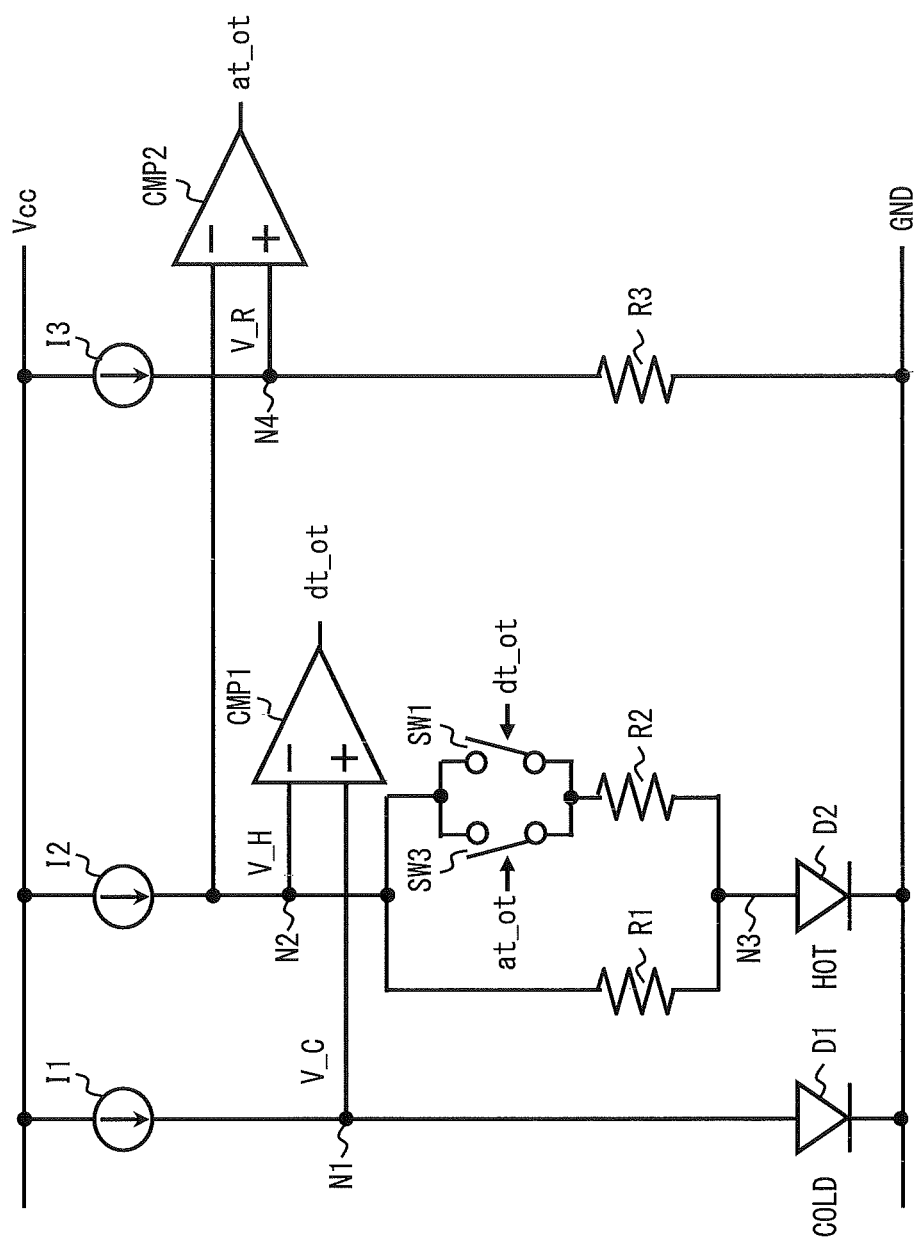 Vcc
I1
I2
I3
CMP2
at_ot
V_R
N4
V_H
N2
CMP1
dt_ot
V_C
N1
SW3
SW1
at_ot
dt_ot
R1
R2
R3
N3
COLD
D1
HOT
D2
GND
−
+
−
+